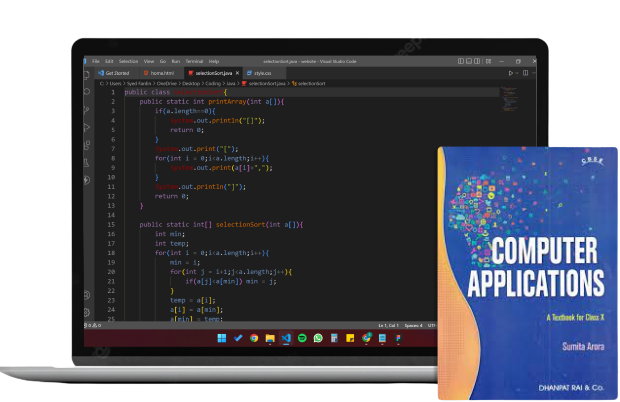 File Edit Selection View Go Run Terminal Help
selectionSort.java - website - Visual Studio Code
Get Started
home.html
selectionSort.java
style.css
C: > Users > Syed Fardin > OneDrive > Desktop > Coding > Java > selectionSort.java > selectionSort
1 public class {
2 public static int printArray(int a[]){
3 if(a.length==0){
4 System.out.println("[]");
5 return 0;
6 }
7 System.out.print("[");
8 for(int i = 0;i<a.length;i++){
9 System.out.print(a[i]+",");
10 }
11 System.out.println("]");
12 return 0;
13 }
14
15 public static int[] selectionSort(int a[]){
16 int min;
17 int temp;
18 for(int i = 0;i<a.length;i++){
19 min = i;
20 for(int j = i+1;j<a.length;j++){
21 if(a[j]<a[min]) min = j;
22 }
23 temp = a[i];
24 a[i] = a[min];
25 a[min] = temp;
Ln 1, Col 1 Spaces: 4 UTF-
COMPUTER
APPLICATIONS
A Textbook for Class X
Sumita Arora
DHANPAT RAI & Co.